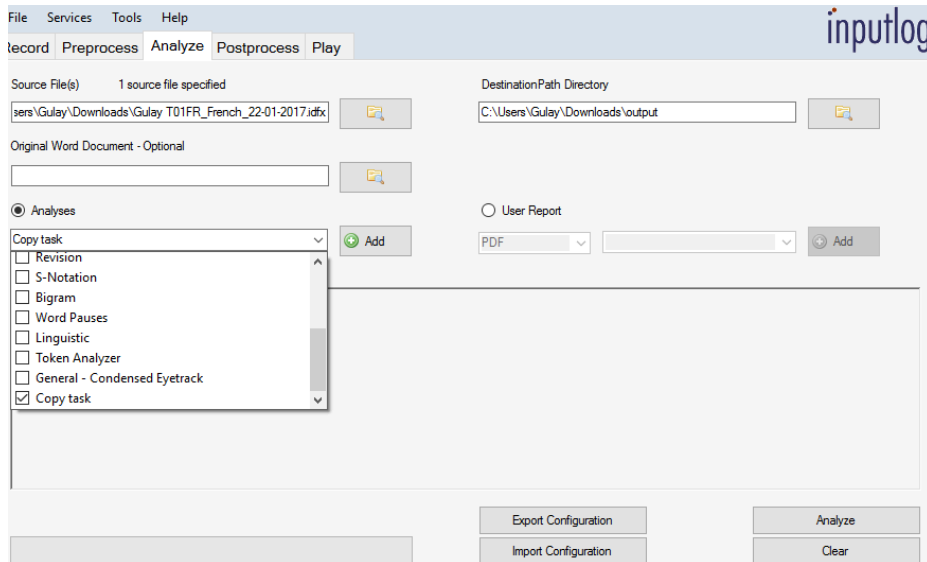 File Services Tools Help
inputlog
Record Preprocess Analyze Postprocess Play
Source File(s) 1 source file specified
DestinationPath Directory
sers\Gulay\Downloads\Gulay T01FR_French_22-01-2017.idfx
C:\Users\Gulay\Downloads\output
Original Word Document - Optional
Analyses
User Report
Copy task
Add
PDF
Add
Revision
S-Notation
Bigram
Word Pauses
Linguistic
Token Analyzer
General - Condensed Eyetrack
Copy task
Export Configuration
Analyze
Import Configuration
Clear